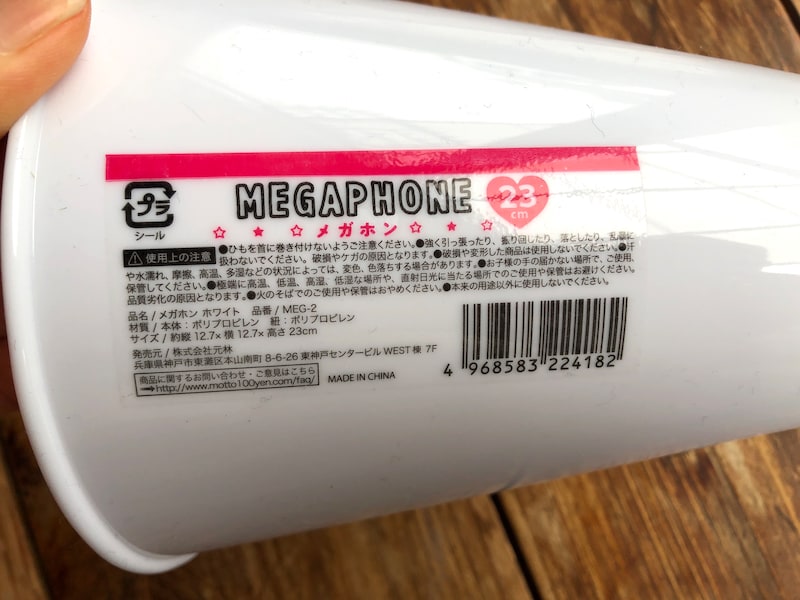 MEGAPHONE 23
cm
プラ
シール
☆ ★ ☆ メガホン ☆ ★ ☆
⚠使用上の注意 ●ひもを首に巻き付けないようご注意ください。●強く引っ張ったり、振り回したり、落としたり、乱暴に
扱わないでください。破損やケガの原因となります。●破損や変形した商品は使用しないでください。●汗
や水濡れ、摩擦、高温、多湿などの状況によっては、変色、色落ちする場合があります。●お子様の手の届かない場所で、ご使用、
保管してください。●極端に高温、低温、高湿、低湿な場所や、直射日光に当たる場所でのご使用や保管はお避けください。
品質劣化の原因となります。●火のそばでのご使用や保管はおやめください。●本来の用途以外に使用しないでください。
品名 / メガホン ホワイト 品番 / MEG-2
材質 / 本体：ポリプロピレン 紐：ポリプロピレン
サイズ / 約縦 12.7× 横 12.7× 高さ 23cm
発売元 / 株式会社元林
兵庫県神戸市東灘区本山南町 8-6-26 東神戸センタービル WEST 棟 7F
商品に関するお問い合わせ・ご意見はこちら
→http://www.motto100yen.com/faq/
MADE IN CHINA
4 968583 224182